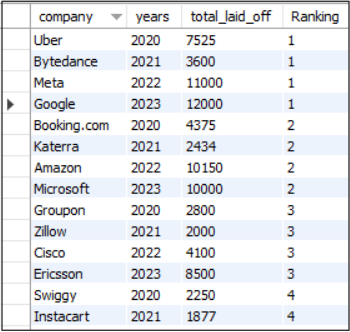 company years total_laid_off Ranking
Uber 2020 7525 1
Bytedance 2021 3600 1
Meta 2022 11000 1
Google 2023 12000 1
Booking.com 2020 4375 2
Katerra 2021 2434 2
Amazon 2022 10150 2
Microsoft 2023 10000 2
Groupon 2020 2800 3
Zillow 2021 2000 3
Cisco 2022 4100 3
Ericsson 2023 8500 3
Swiggy 2020 2250 4
Instacart 2021 1877 4